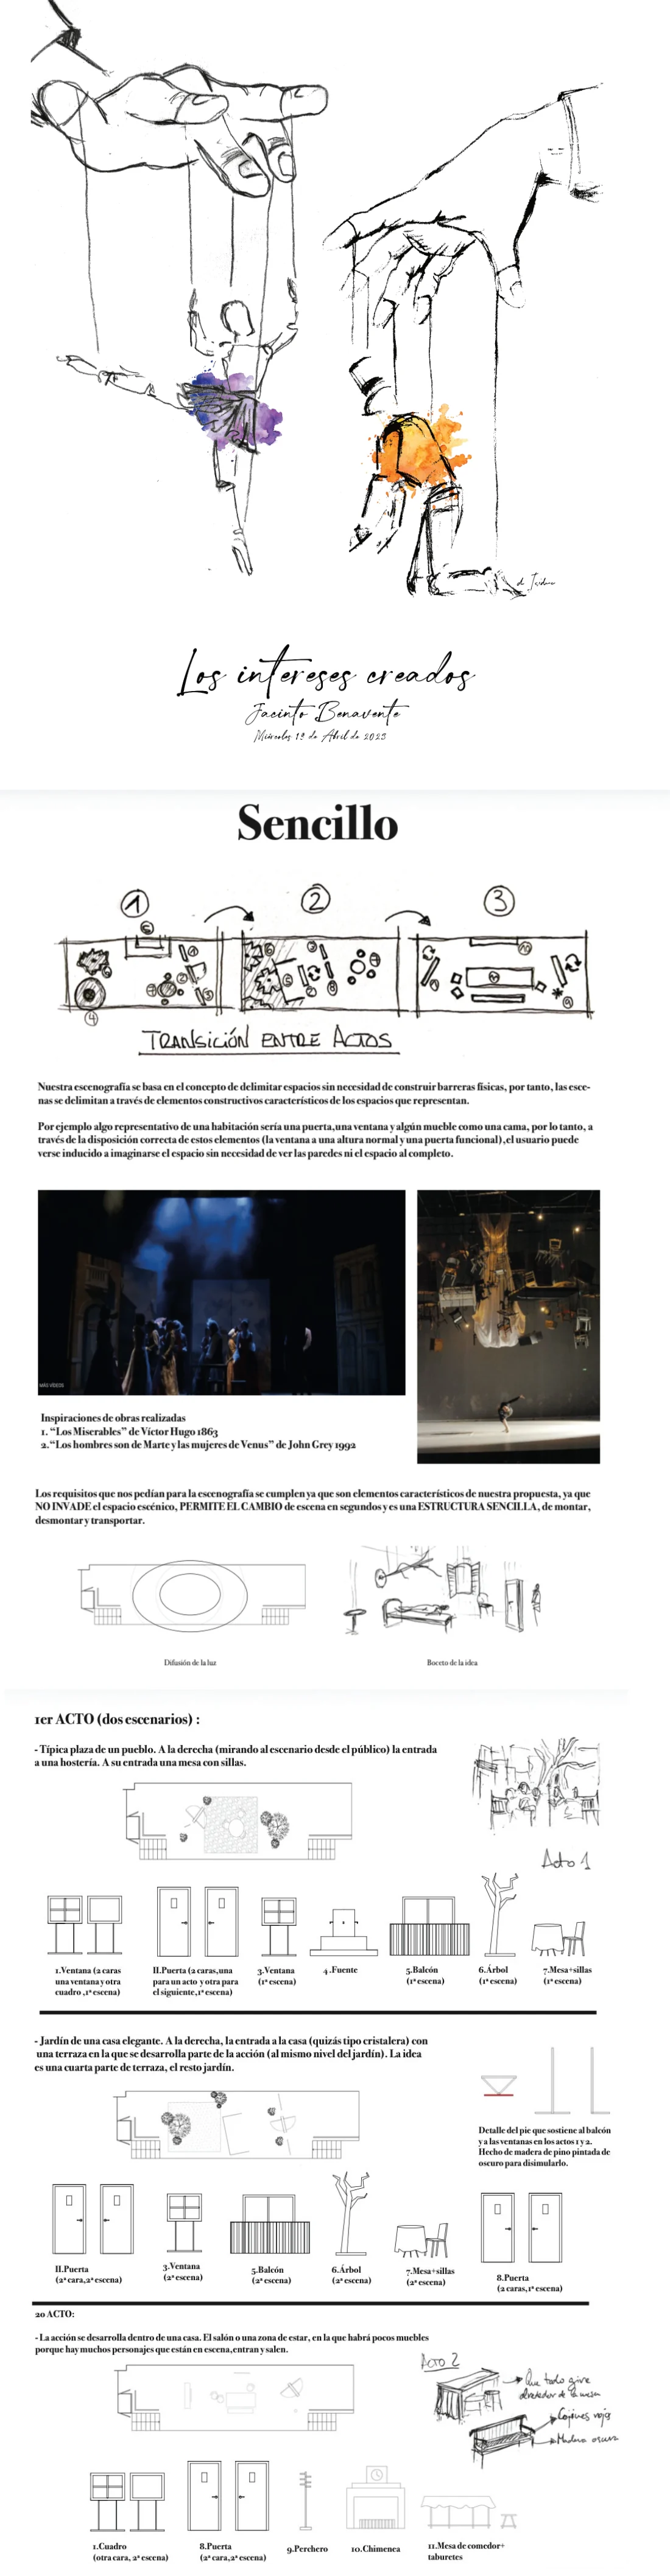 Los intereses creados
Jacinto Benavente
Miércoles 19 de Abril de 2023
Sencillo
1
2
3
TRANSICIÓN ENTRE ACTOS
Nuestra escenografía se basa en el concepto de delimitar espacios sin necesidad de construir barreras físicas, por tanto, las esce-
nas se delimitan a través de elementos constructivos característicos de los espacios que representan.
Por ejemplo algo representativo de una habitación sería una puerta,una ventana y algún mueble como una cama, por lo tanto, a
través de la disposición correcta de estos elementos (la ventana a una altura normal y una puerta funcional),el usuario puede
verse inducido a imaginarse el espacio sin necesidad de ver las paredes ni el espacio al completo.
MÁS VÍDEOS
Inspiraciones de obras realizadas
1. “Los Miserables” de Víctor Hugo 1863
2.“Los hombres son de Marte y las mujeres de Venus” de John Grey 1992
Los requisitos que nos pedían para la escenografía se cumplen ya que son elementos característicos de nuestra propuesta, ya que
NO INVADE el espacio escénico, PERMITE EL CAMBIO de escena en segundos y es una ESTRUCTURA SENCILLA, de montar,
desmontar y transportar.
Difusión de la luz
Boceto de la idea
1er ACTO (dos escenarios) :
- Típica plaza de un pueblo. A la derecha (mirando al escenario desde el público) la entrada
a una hostería. A su entrada una mesa con sillas.
Acto 1
1.Ventana (2 caras
una ventana y otra
cuadro ,1ª escena)
II.Puerta (2 caras,una
para un acto y otra para
el siguiente,1ª escena)
3.Ventana
(1ª escena)
4 .Fuente
5.Balcón
(1ª escena)
6.Árbol
(1ª escena)
7.Mesa+sillas
(1ª escena)
- Jardín de una casa elegante. A la derecha, la entrada a la casa (quizás tipo cristalera) con
una terraza en la que se desarrolla parte de la acción (al mismo nivel del jardín). La idea
es una cuarta parte de terraza, el resto jardín.
Detalle del pie que sostiene al balcón
y a las ventanas en los actos 1 y 2.
Hecho de madera de pino pintada de
oscuro para disimularlo.
II.Puerta
(2ª cara,2ª escena)
3.Ventana
(2ª escena)
5.Balcón
(2ª escena)
6.Árbol
(2ª escena)
7.Mesa+sillas
(2ª escena)
8.Puerta
(2 caras,1ª escena)
2o ACTO:
- La acción se desarrolla dentro de una casa. El salón o una zona de estar, en la que habrá pocos muebles
porque hay muchos personajes que están en escena,entran y salen.
Acto 2
Que todo gire
alrededor de la mesa
Cojines rojos
Madera oscura
1.Cuadro
(otra cara, 2ª escena)
8.Puerta
(2ª cara,2ª escena)
9.Perchero
10.Chimenea
11.Mesa de comedor+
taburetes